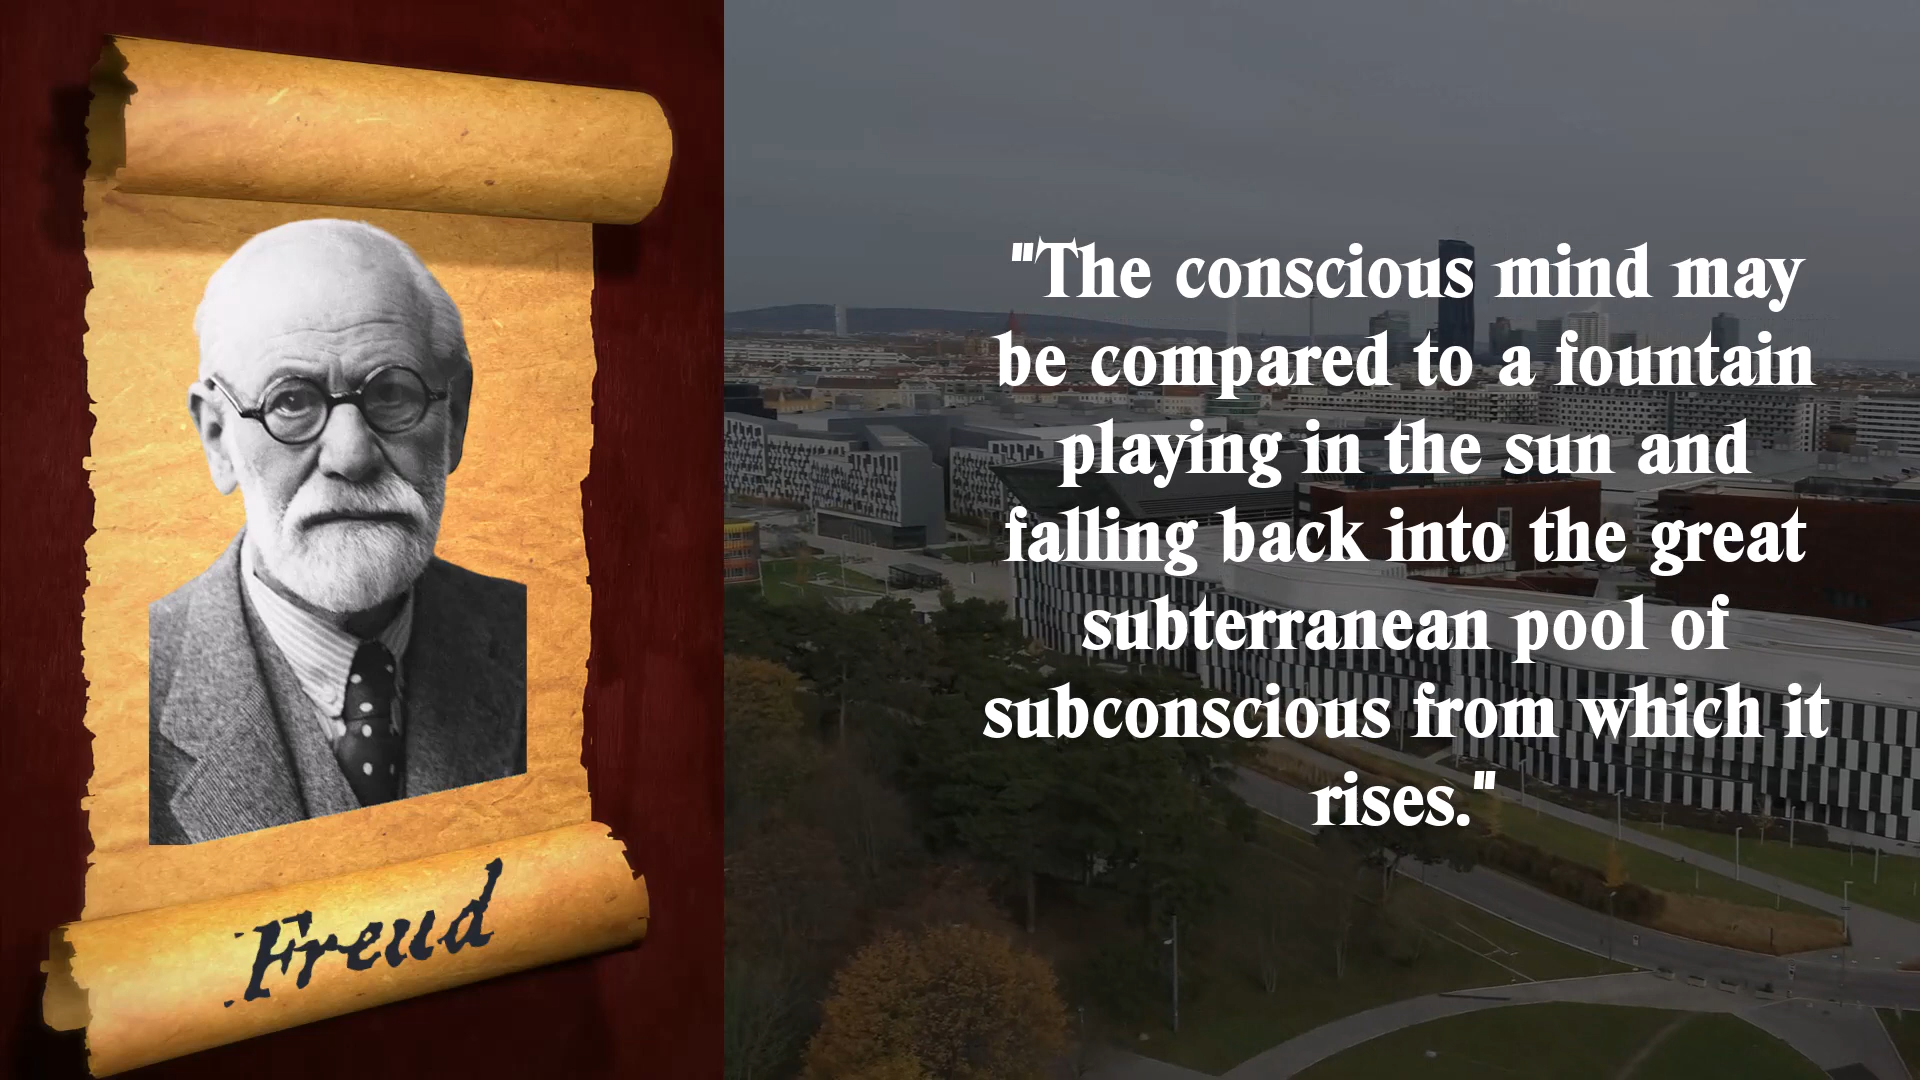 "The conscious mind may
be compared to a fountain
playing in the sun and
falling back into the great
subterranean pool of
subconscious from which it
rises."
Freud